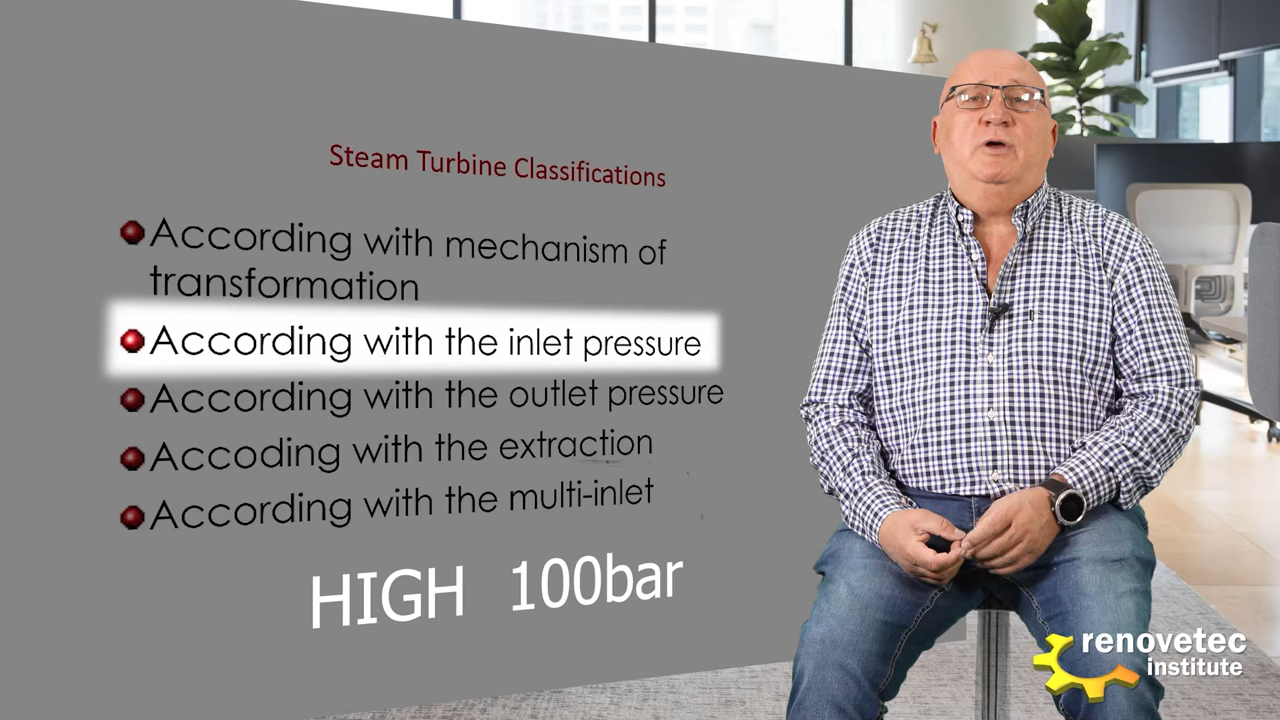 Steam Turbine Classifications
According with mechanism of
transformation
According with the inlet pressure
According with the outlet pressure
Accoding with the extraction
According with the multi-inlet
HIGH 100bar
renovetec
institute